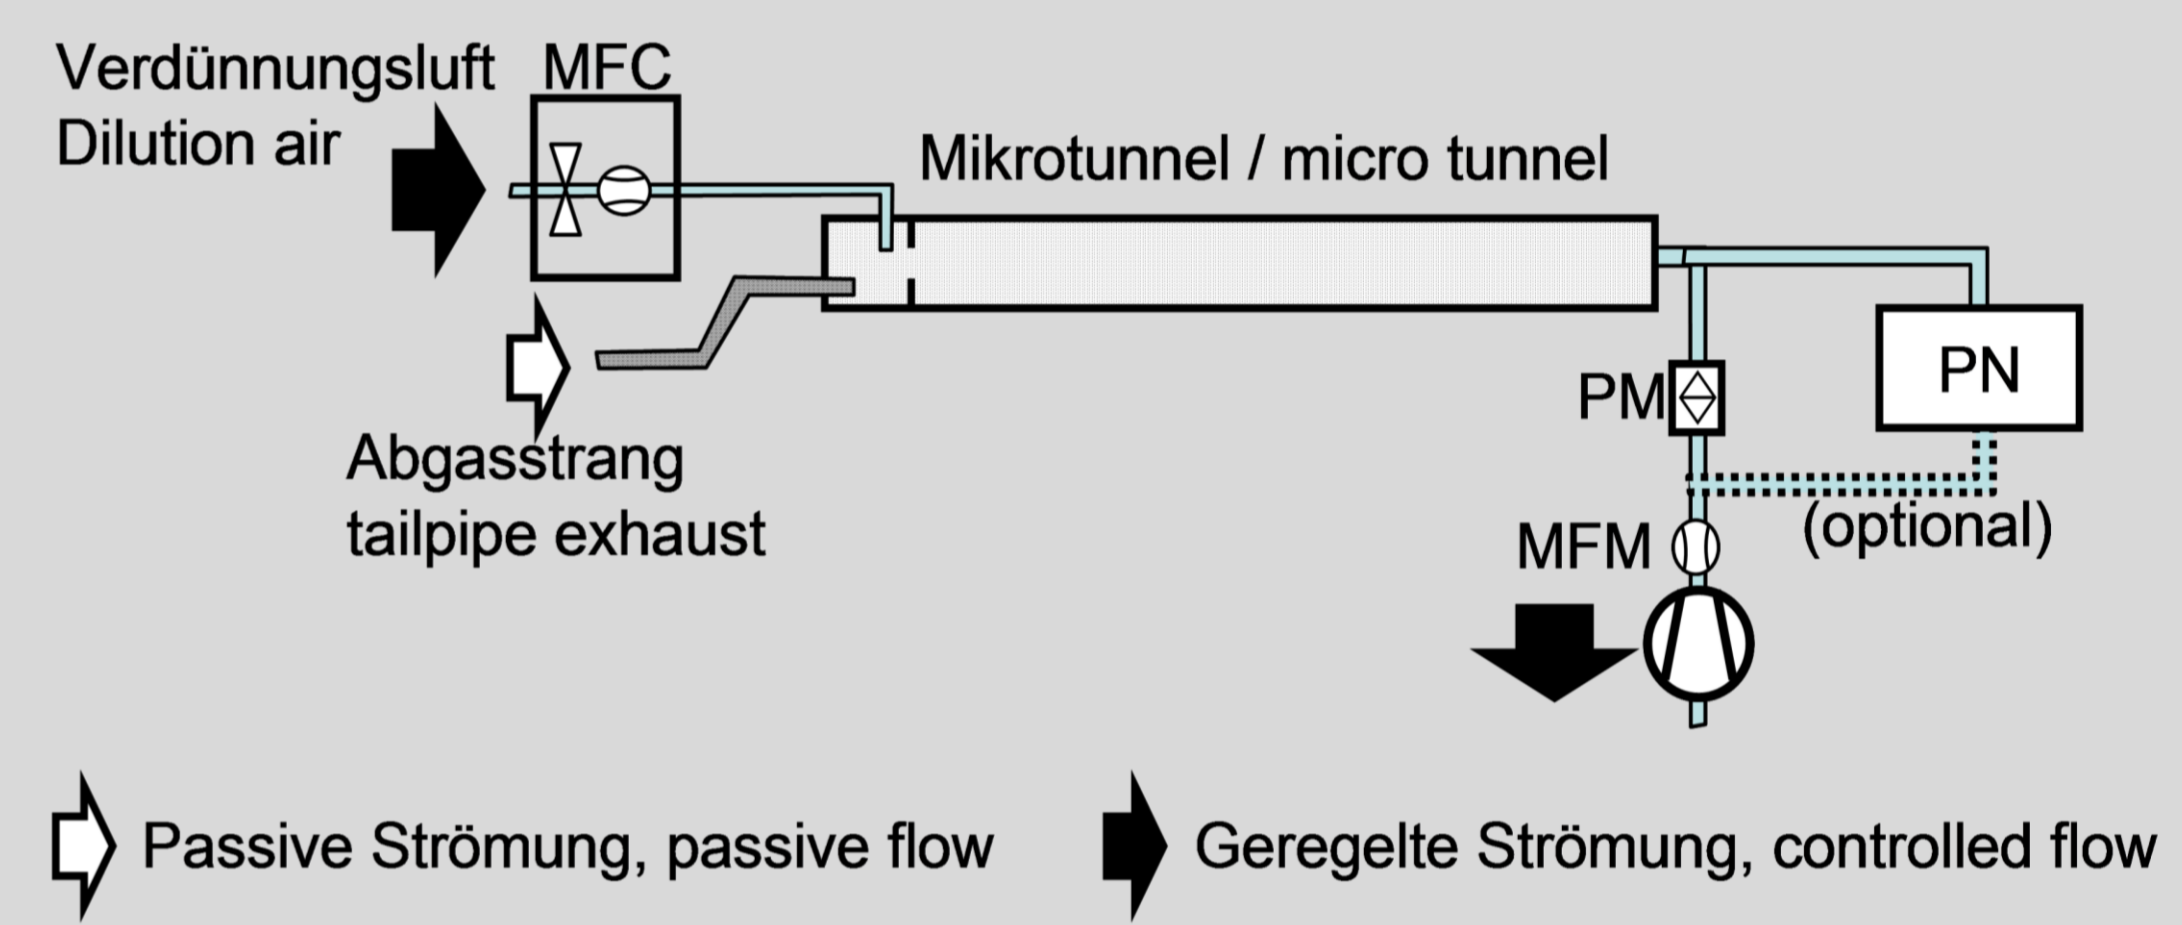 Verdünnungsluft
Dilution air
MFC
Mikrotunnel / micro tunnel
Abgasstrang
tailpipe exhaust
PM
PN
MFM
(optional)
Passive Strömung, passive flow
Geregelte Strömung, controlled flow